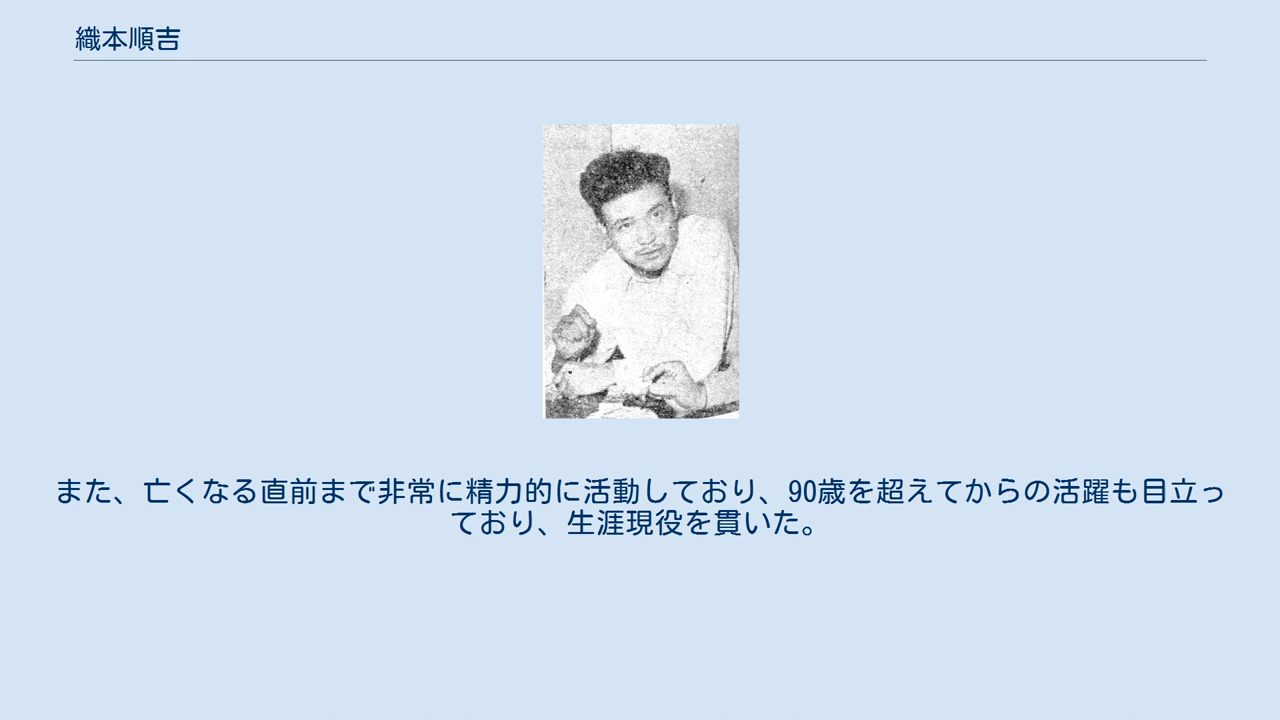 織本順吉
また、亡くなる直前まで非常に精力的に活動しており、90歳を超えてからの活躍も目立っ
ており、生涯現役を貫いた。